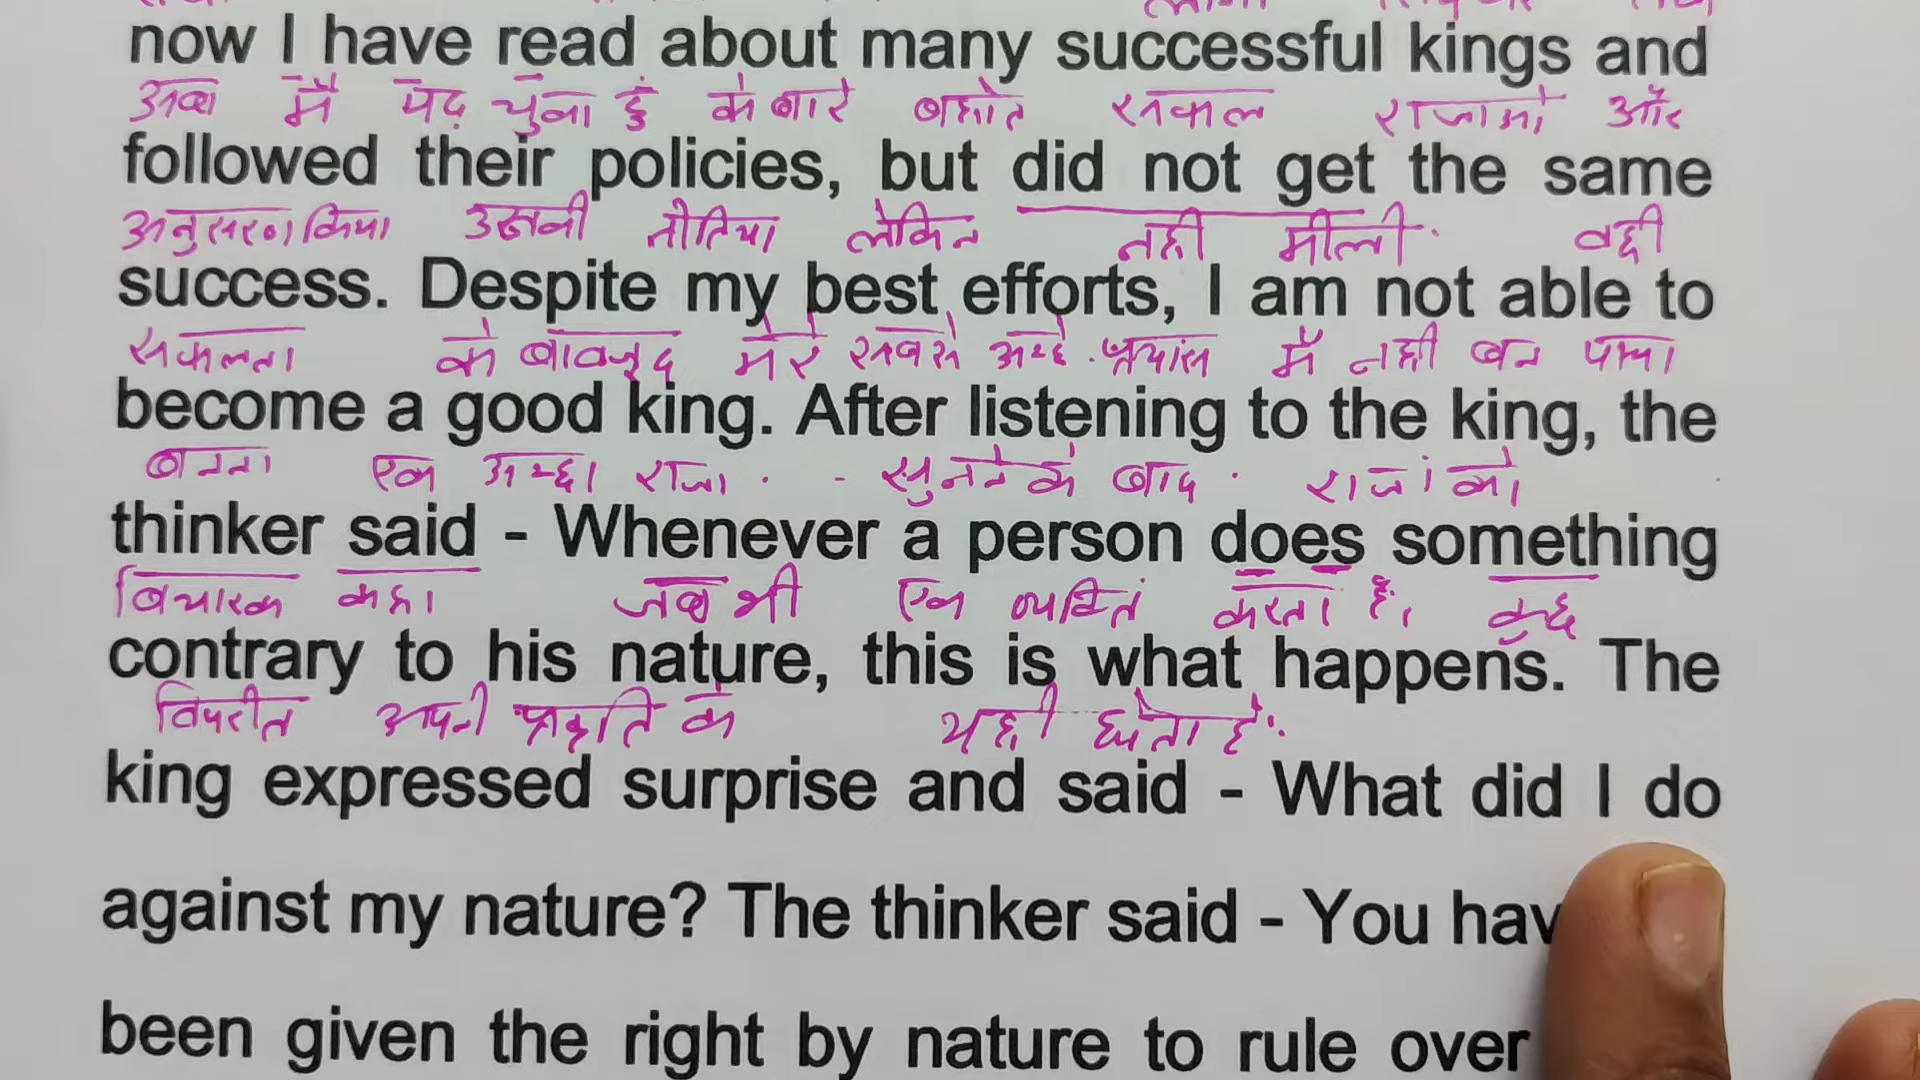 now I have read about many successful kings and
अब मैं पढ़ चुका हुं के बारे बहोत सफल राजाओं और
followed their policies, but did not get the same
अनुसरण किया उसकी नीतिया लेकिन नही मीली वही
success. Despite my best efforts, I am not able to
सफलता के बावजूद मेरे सबसे अच्छे प्रयास मैं नही बन पाया
become a good king. After listening to the king, the
बनना एक अच्छा राजा सुनने के बाद राजा को
thinker said - Whenever a person does something
विचारक कहा जब भी एक व्यक्ति करता है, कुछ
contrary to his nature, this is what happens. The
विपरीत अपनी प्रकृति के यही होता है
king expressed surprise and said - What did I do
against my nature? The thinker said - You hav
been given the right by nature to rule over